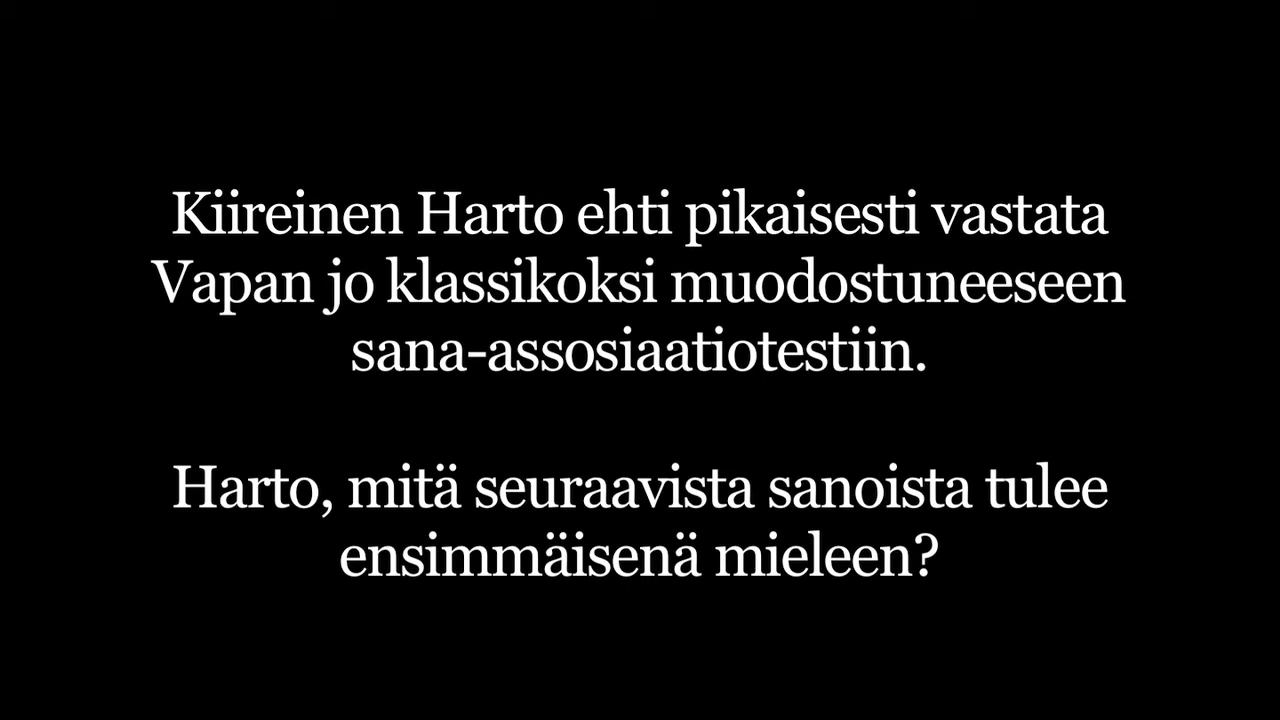 Kiireinen Harto ehti pikaisesti vastata
Vapan jo klassikoksi muodostuneeseen
sana-assosiaatiotestiin.
Harto, mitä seuraavista sanoista tulee
ensimmäisenä mieleen?